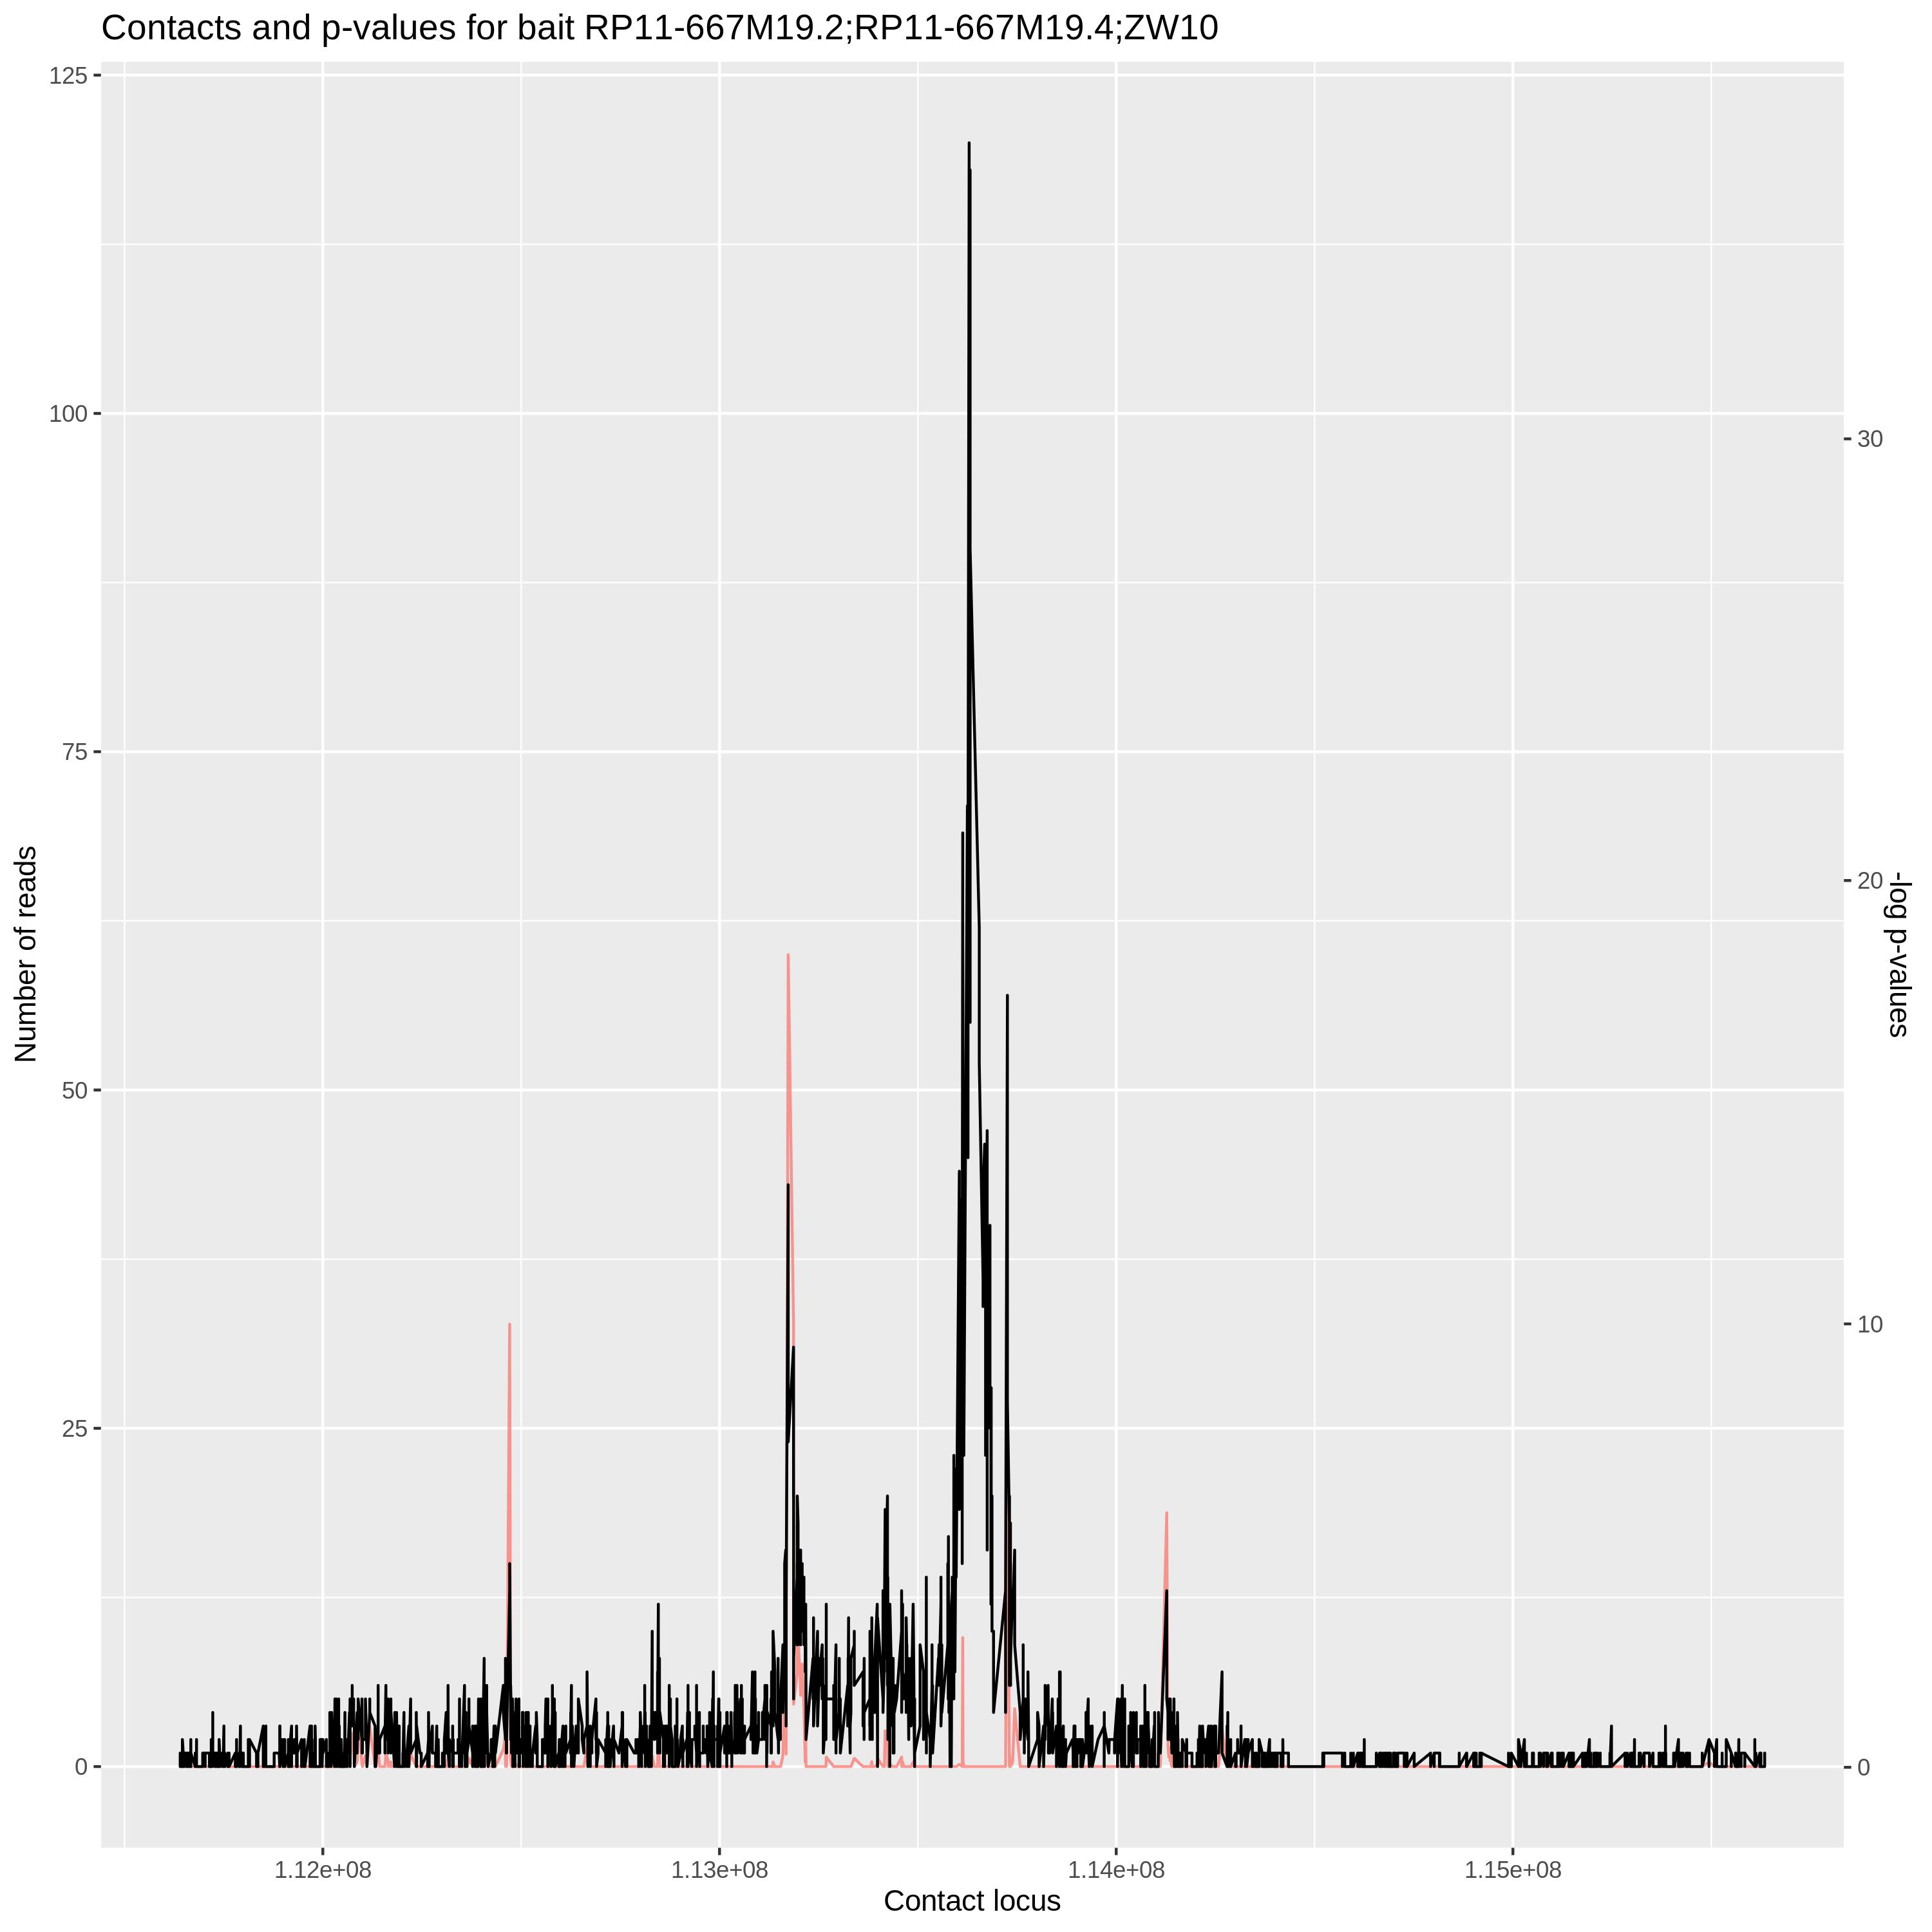 Contacts and p-values for bait RP11-667M19.2;RP11-667M19.4;ZW10
125
100
75
50
25
0
Number of reads
30
20
10
0
-log p-values
1.12e+08
1.13e+08
1.14e+08
1.15e+08
Contact locus